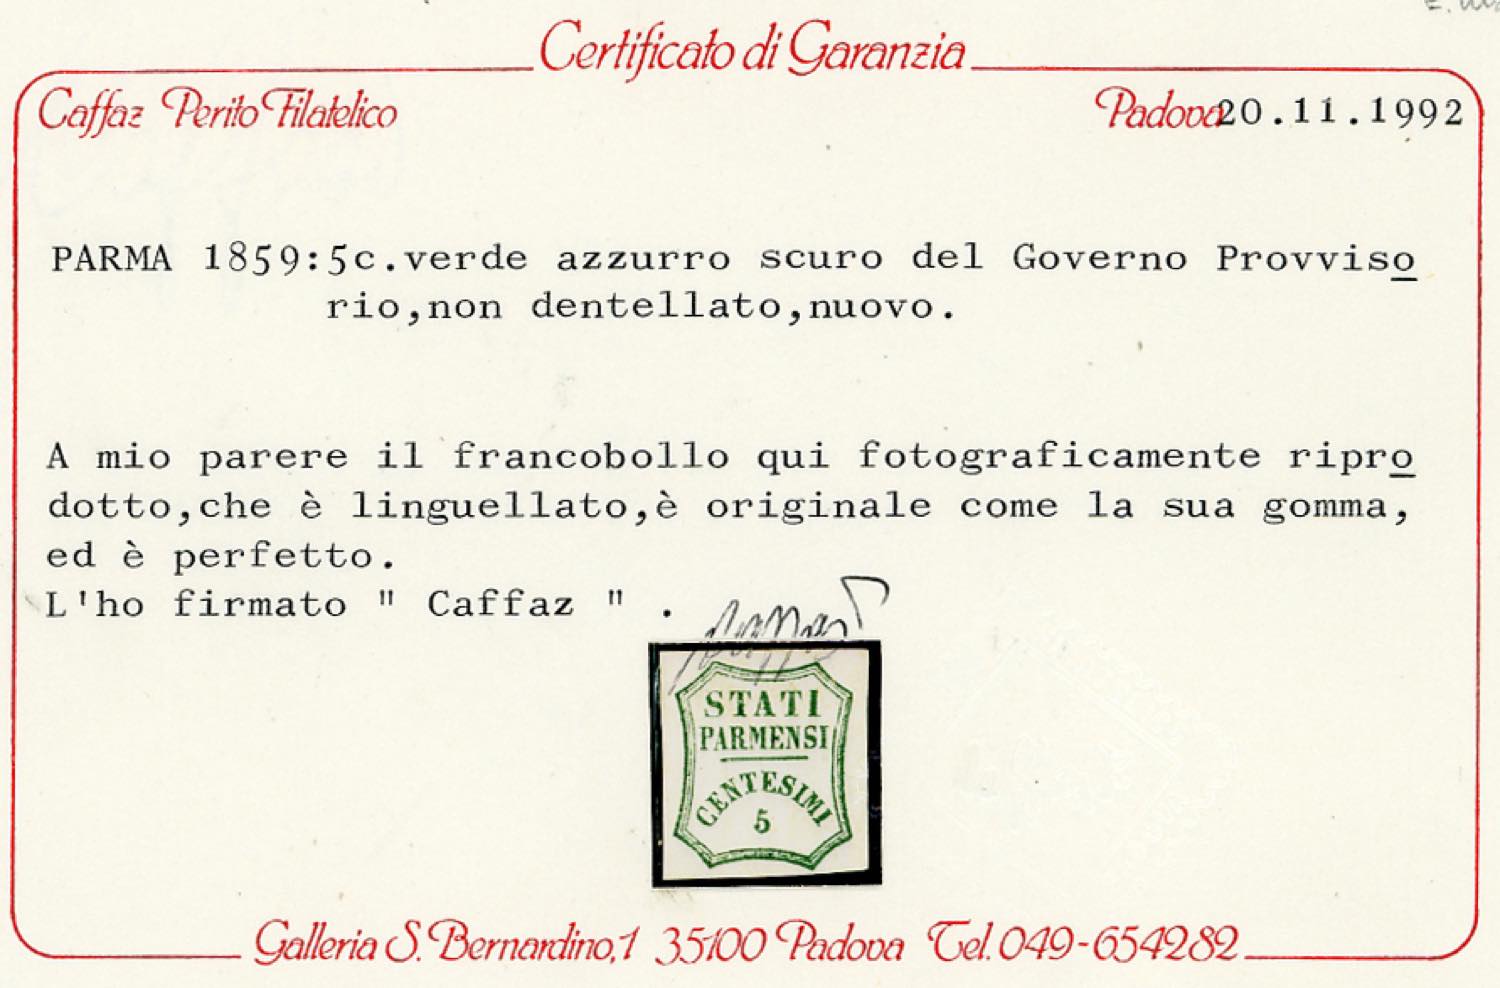 Certificato di Garanzia
Caffaz Perito Filatelico
Padova 20.11.1992
PARMA 1859:5c.verde azzurro scuro del Governo Provviso
rio,non dentellato,nuovo.
A mio parere il francobollo qui fotograficamente ripro
dotto,che è linguellato,è originale come la sua gomma,
ed è perfetto.
L'ho firmato " Caffaz " .
STATI
PARMENSI
CENTESIMI
5
Galleria S. Bernardino,1 35100 Padova Tel. 049-654282